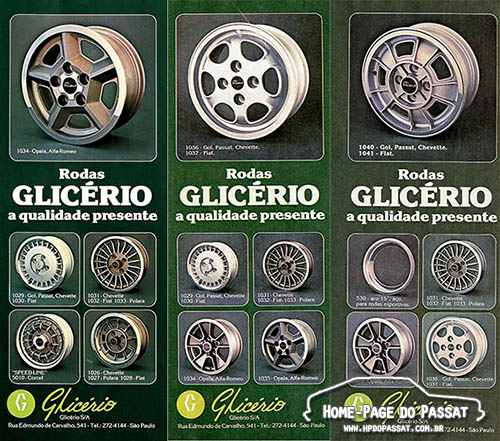 1034 - Opala, Alfa-Romeo
Rodas
GLICÉRIO
a qualidade presente
1029 - Gol, Passat, Chevette
1030 - Fiat
1031 - Chevette
1032 - Fiat 1033 - Polara
"SPEED LINE"
5010 - Corcel
1026 - Chevette
1027 - Polara 1028 - Fiat
G Glicério
Glicério S/A
Rua Edmundo de Carvalho, 541 - Tel.: 272-4144 - São Paulo
1036 - Gol, Passat, Chevette.
1037 - Fiat.
Rodas
GLICÉRIO
a qualidade presente
1029 - Gol, Passat, Chevette
1030 - Fiat
1031 - Chevette
1032 - Fiat 1033 - Polara
1034 - Opala, Alfa-Romeo
1035 - Opala, Alfa-Romeo
G Glicério
Glicério S/A
Rua Edmundo de Carvalho, 541 - Tel.: 272-4144 - São Paulo
1040 - Gol, Passat, Chevette.
1041 - Fiat.
Rodas
GLICÉRIO
a qualidade presente
530 - aro 15", aço,
para rodas esportivas.
1031 - Chevette
1032 - Fiat 1033 - Polara
1036 - Gol, Passat, Chevette
1037 - Fiat
G
Rua Edmundo de Carvalho, 541 - Tel.: 272-4144 - São Paulo
Home-Page do Passat
www.hpdopassat.com.br